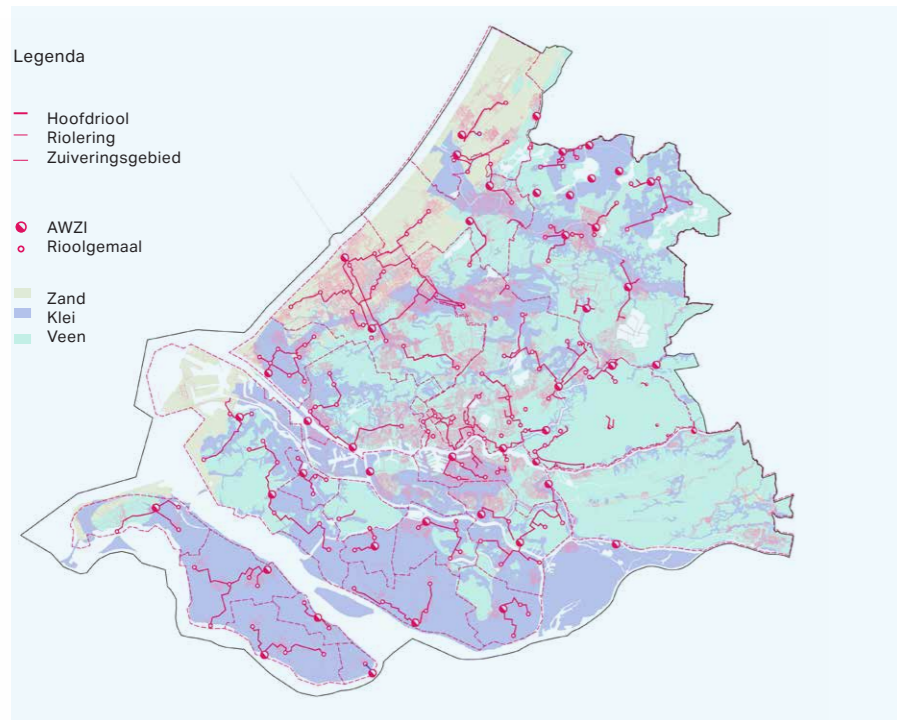 Legenda
Hoofdriool
Riolering
Zuiveringsgebied
AWZI
Rioolgemaal
Zand
Klei
Veen